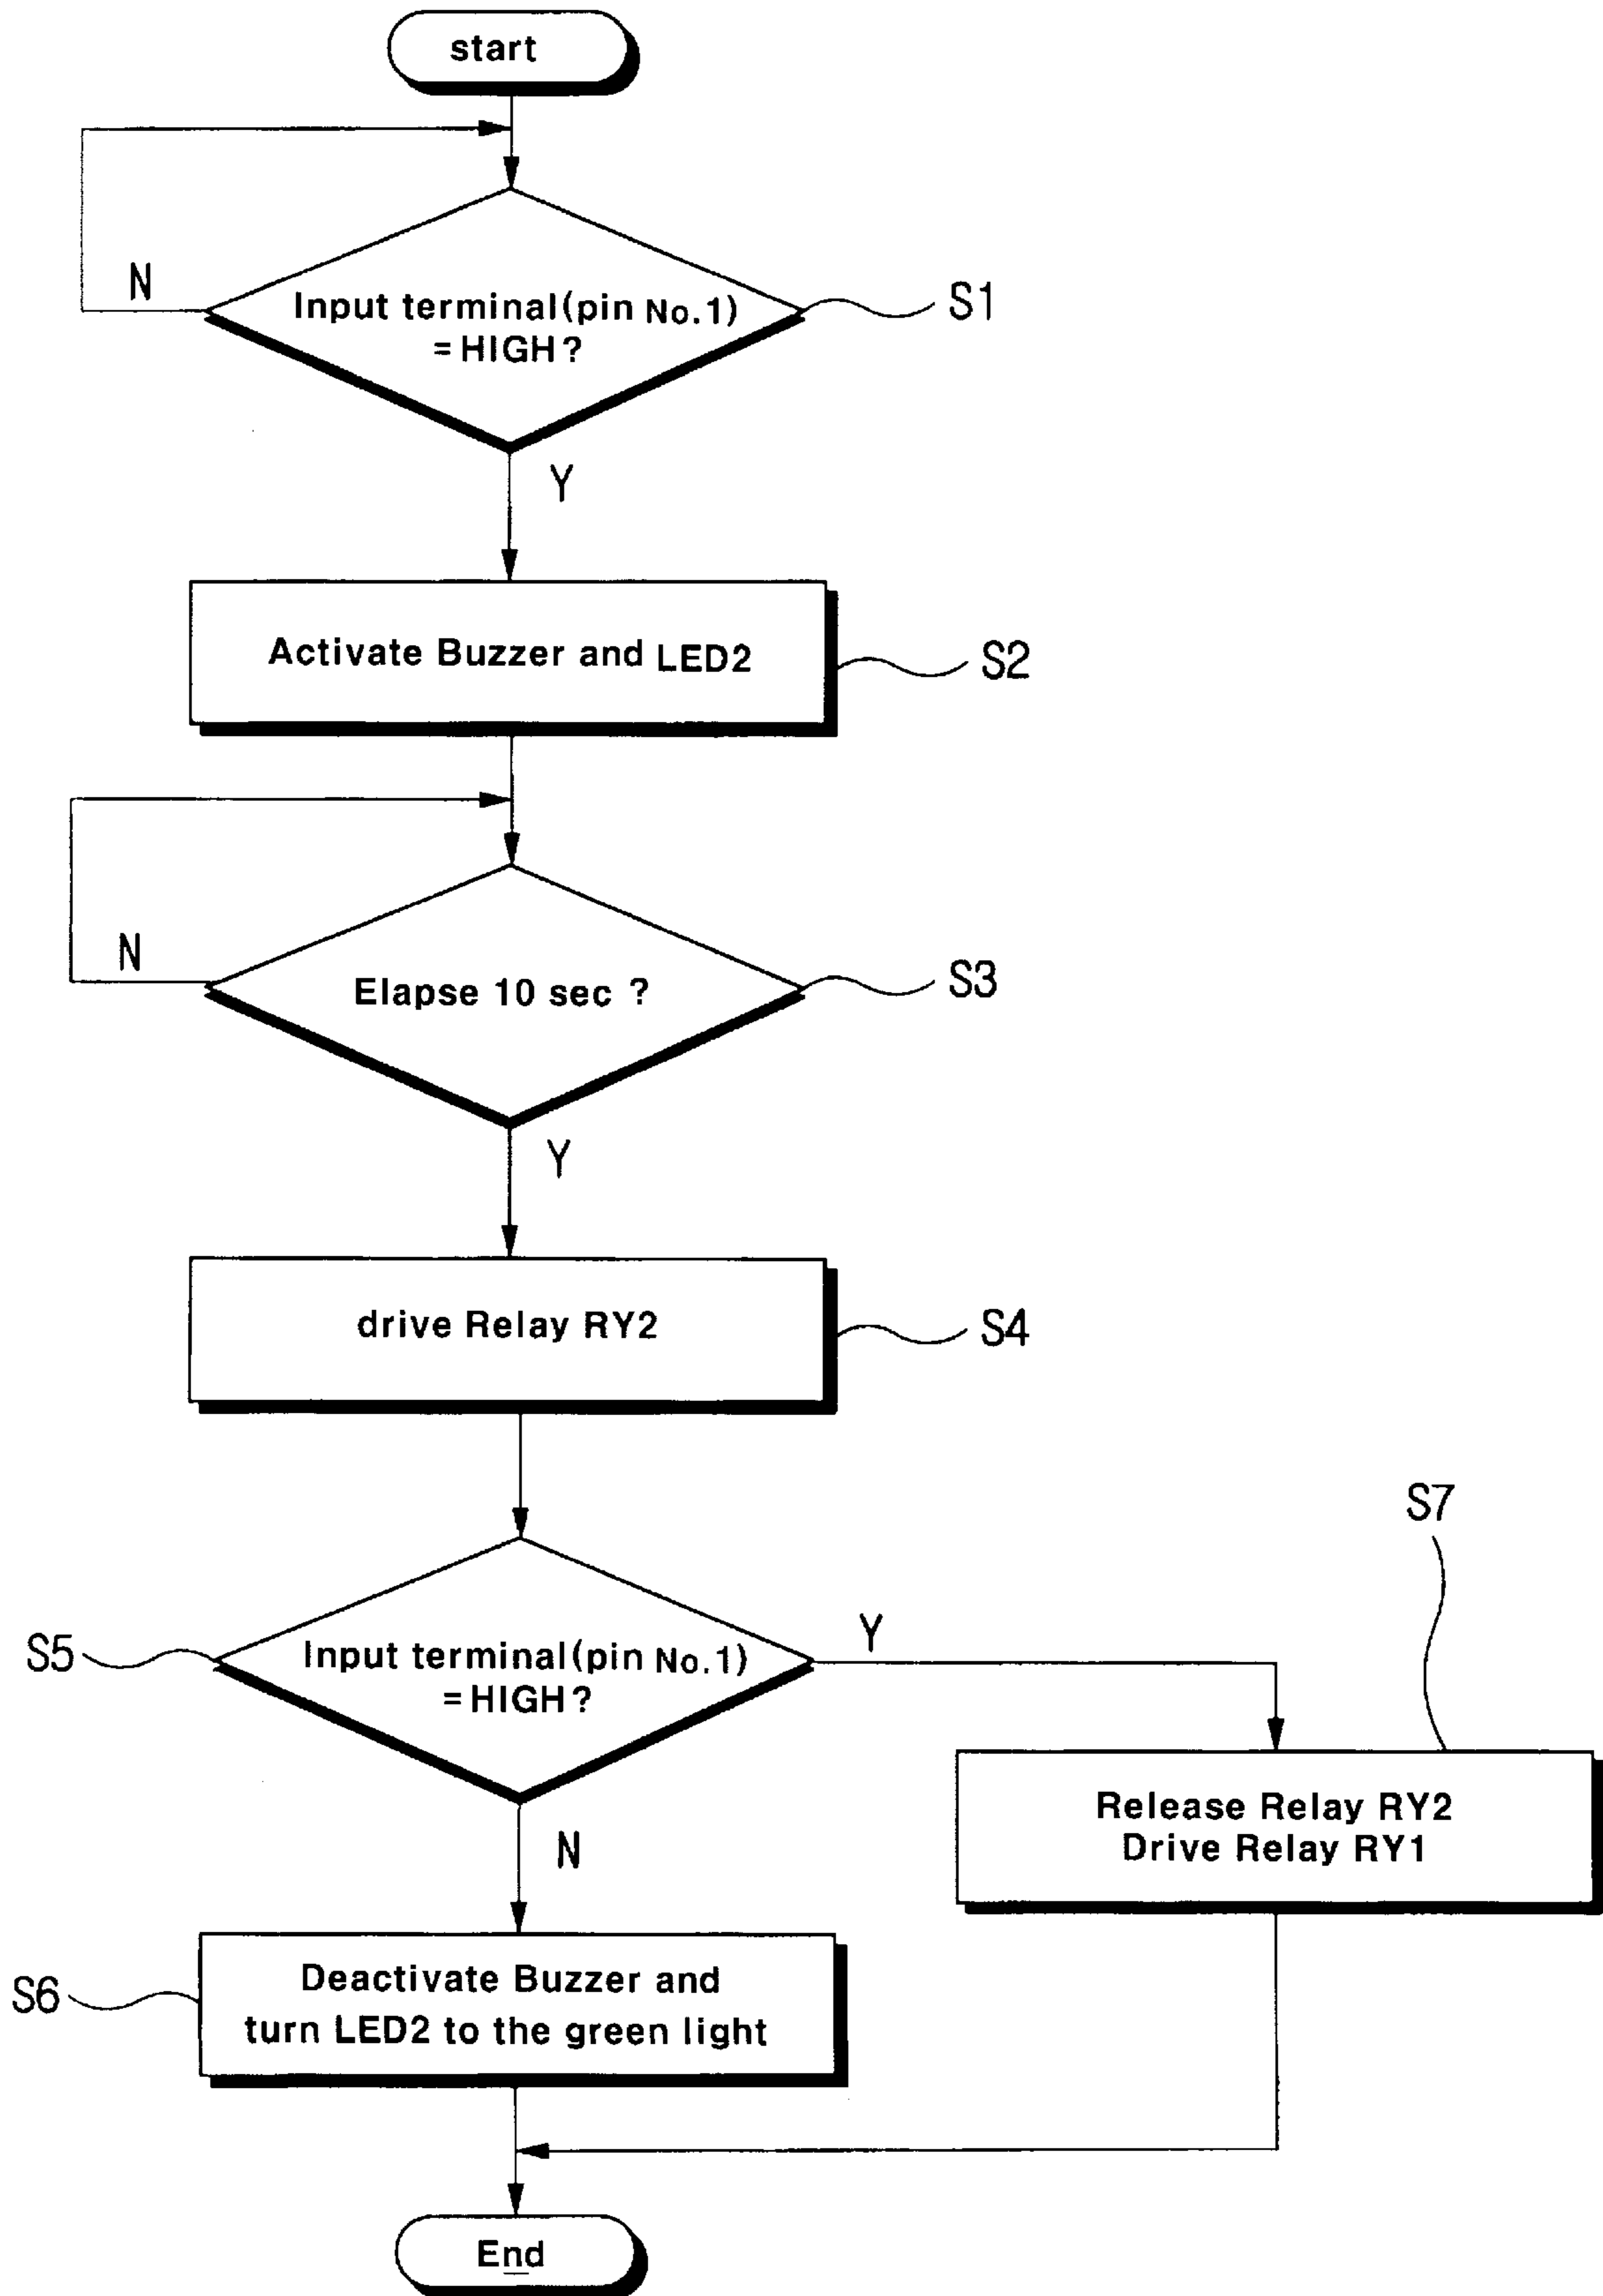 start
N
Input terminal(pin No.1)
=HIGH?
S1
Y
Activate Buzzer and LED2
S2
N
Elapse 10 sec ?
S3
Y
drive Relay RY2
S4
S7
S5
Input terminal(pin No.1)
=HIGH?
Y
Release Relay RY2
Drive Relay RY1
N
S6
Deactivate Buzzer and
turn LED2 to the green light
End